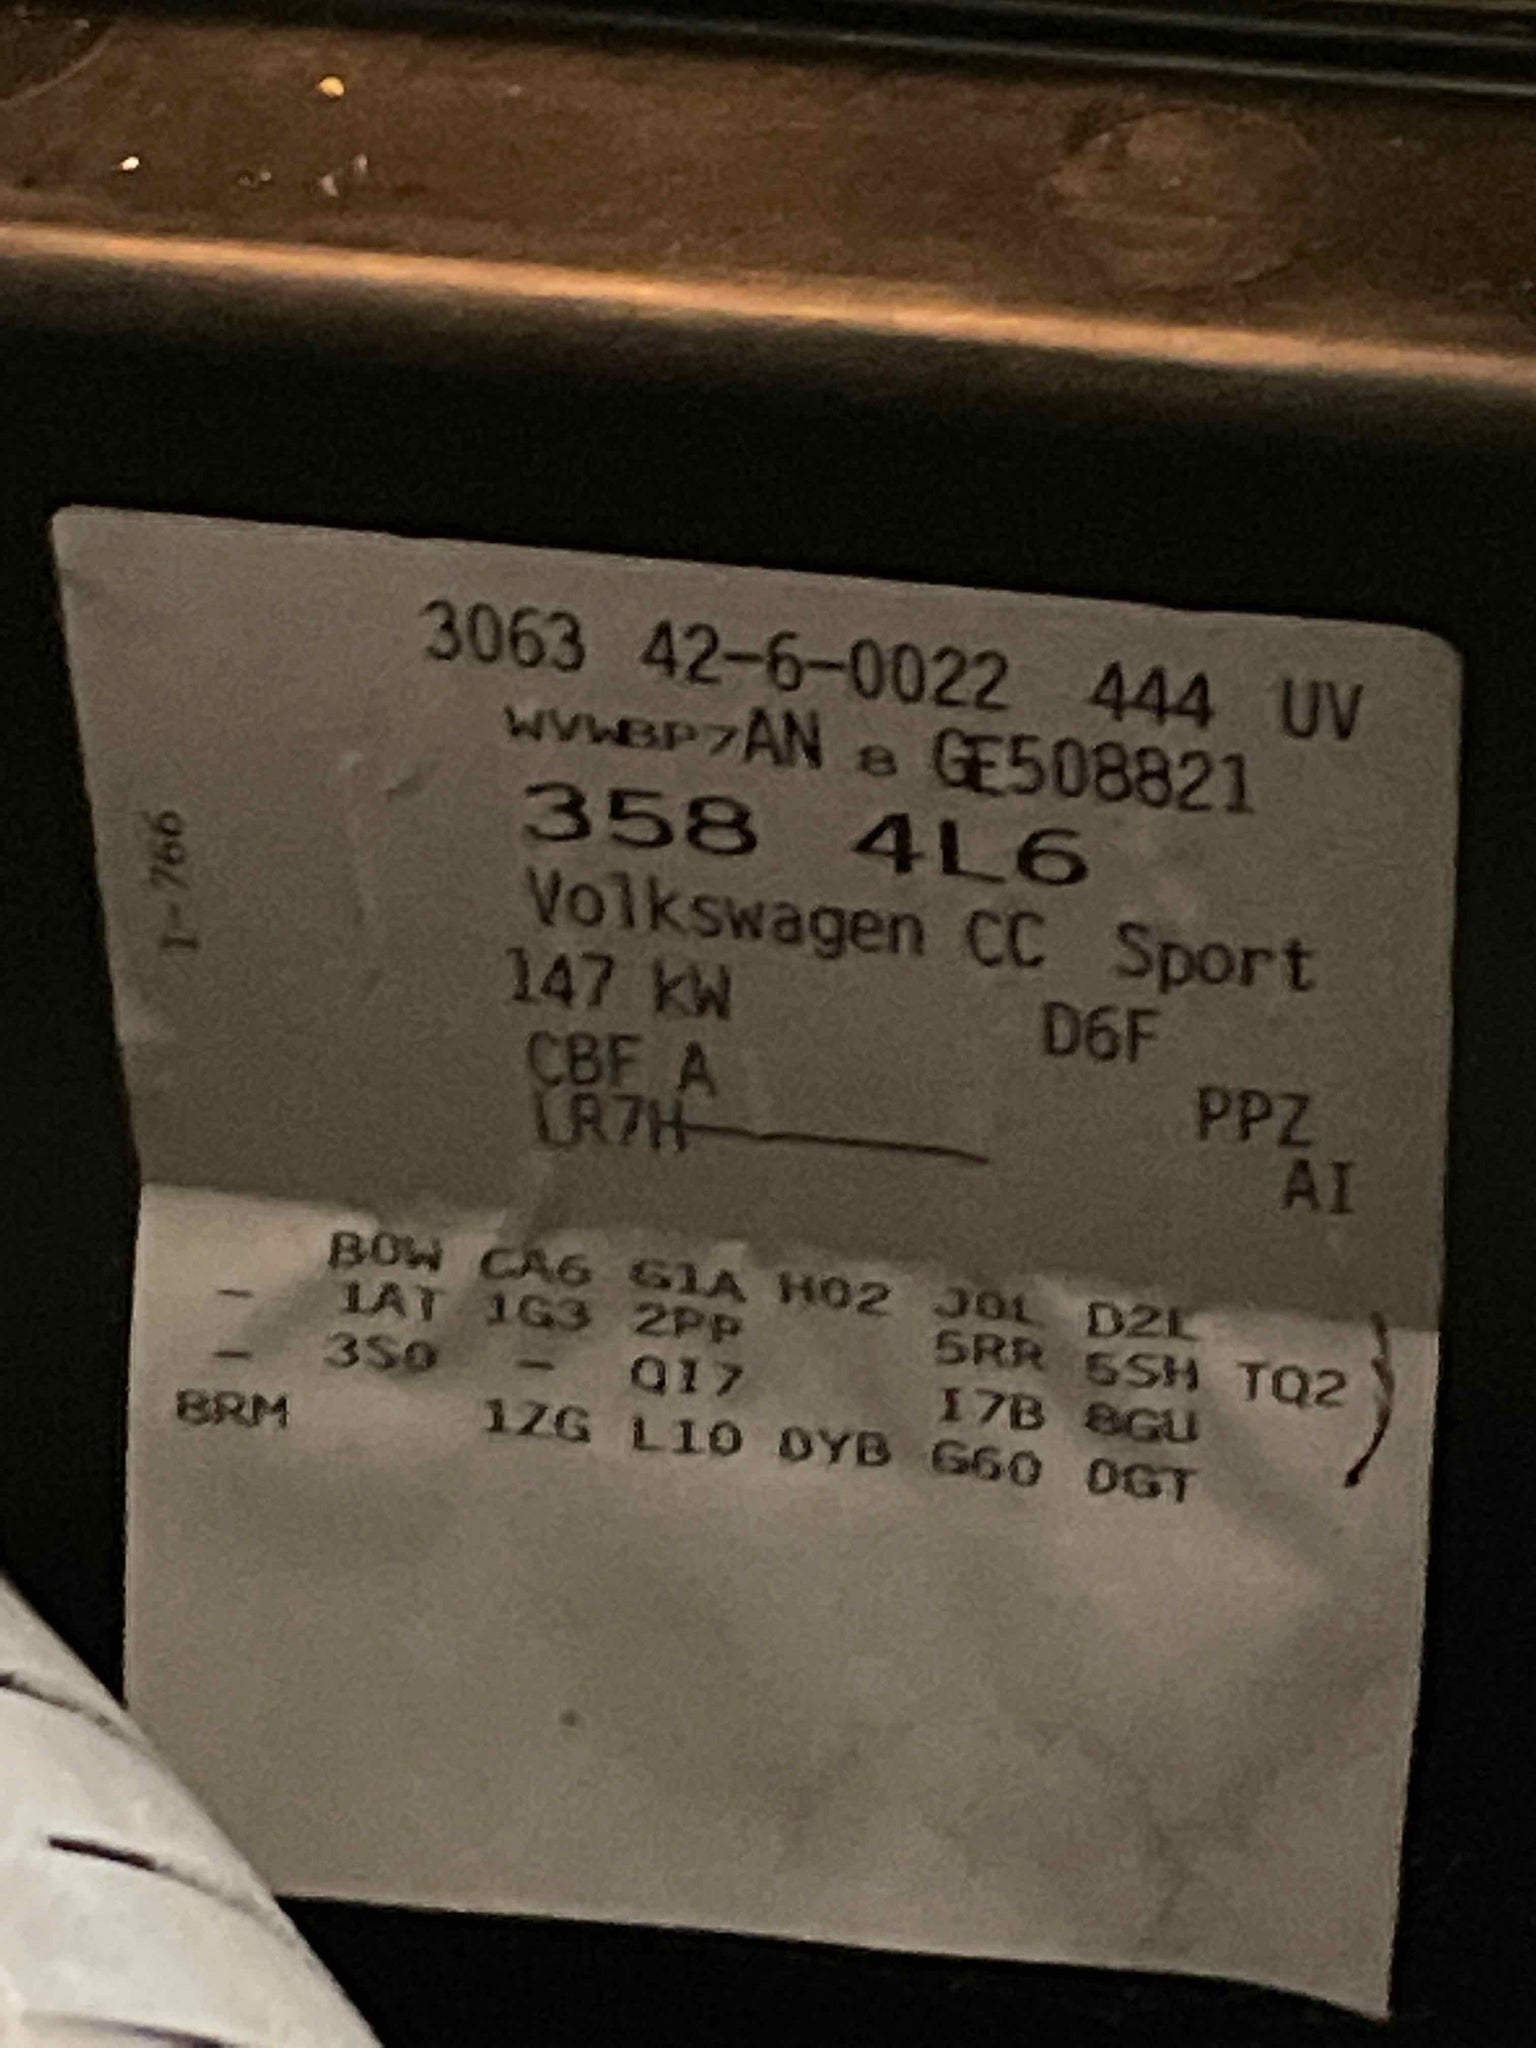 3063 42-6-0022 444 UV
WVWBP7AN 8 GE508821
358 4L6
Volkswagen CC Sport
147 kW D6F
CBF A PPZ
LR7H AI
1-766
B0W CA6 G1A H02 J0L D2L
- 1AT 1G3 2PP 5RR 5SH TQ2
- 3S0 - Q17 I7B 8GU
8RM 1ZG L10 0YB G60 0GT